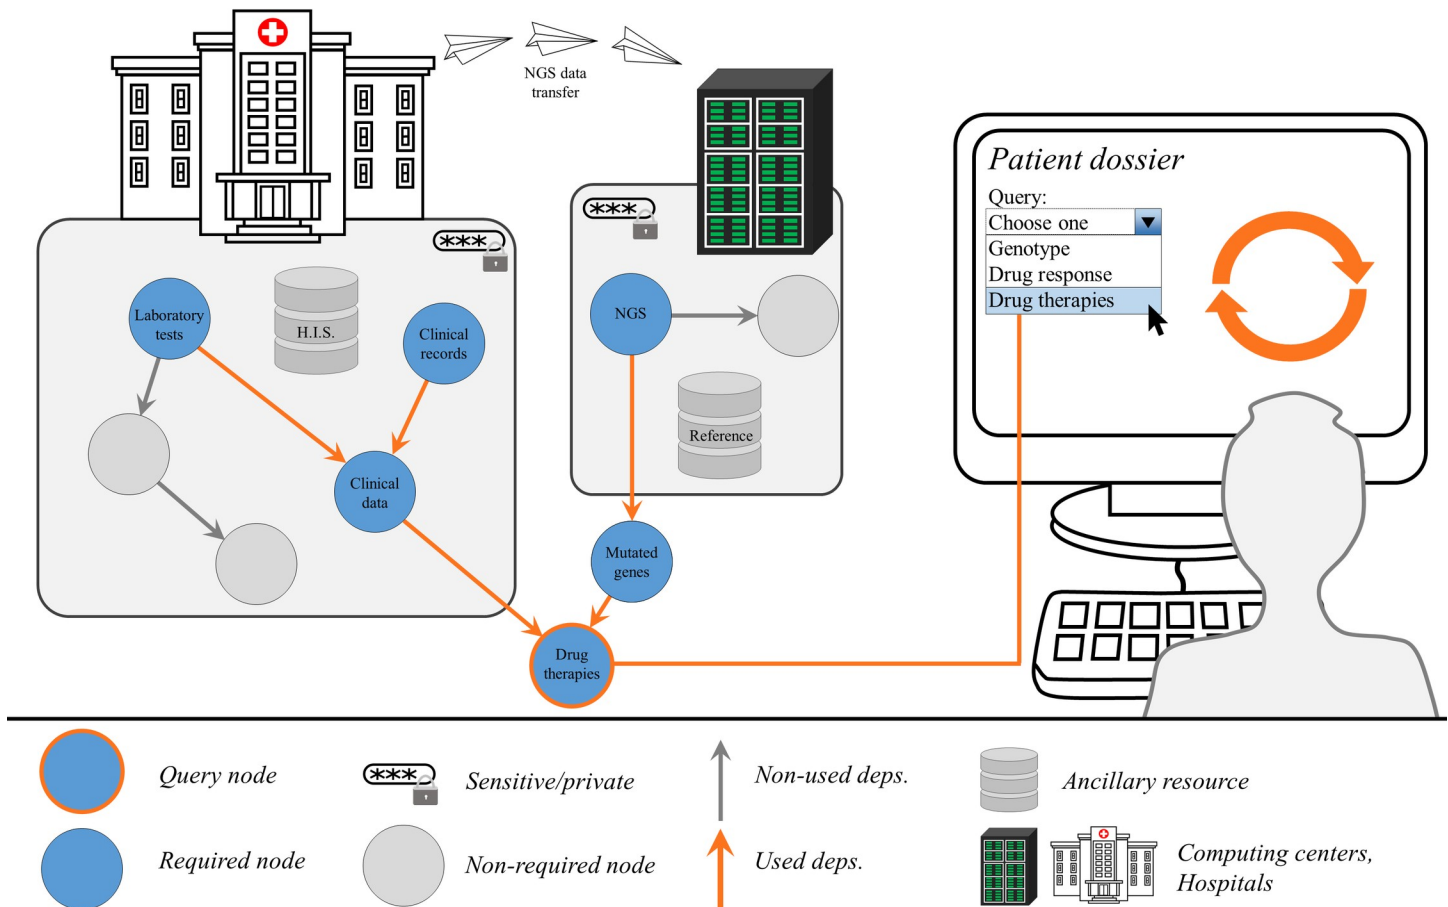 NGS data
transfer
***
***
Laboratory
tests
H.I.S.
Clinical
records
Clinical
data
NGS
Reference
Mutated
genes
Drug
therapies
Patient dossier
Query:
Choose one
Genotype
Drug response
Drug therapies
Query node
***
Sensitive/private
Non-used deps.
Ancillary resource
Required node
Non-required node
Used deps.
Computing centers,
Hospitals